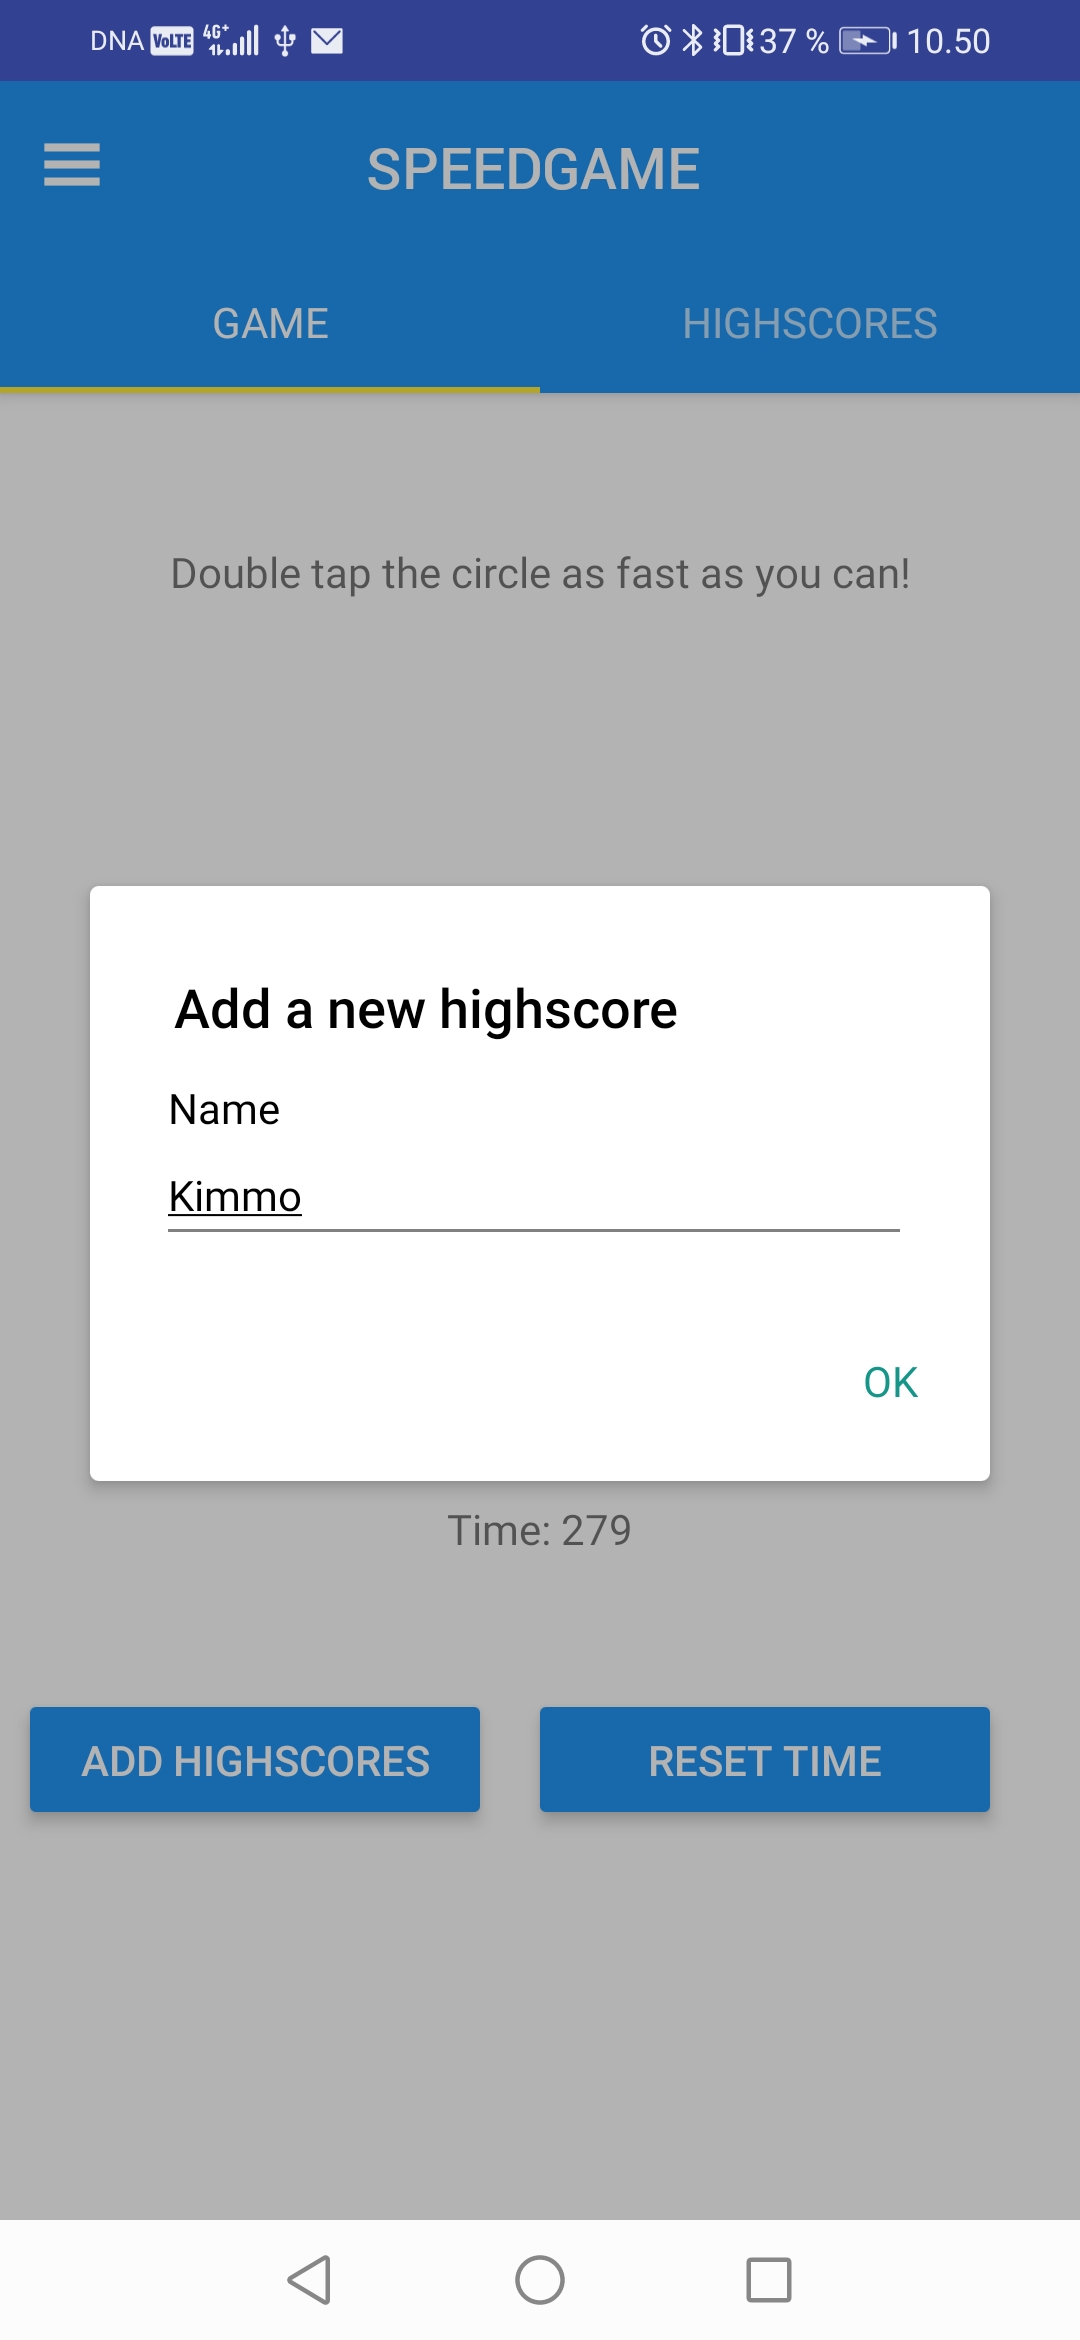 DNA VoLTE 4G+ 37 % 10.50
SPEEDGAME
GAME HIGHSCORES
Double tap the circle as fast as you can!
Add a new highscore
Name
Kimmo
OK
Time: 279
ADD HIGHSCORES RESET TIME